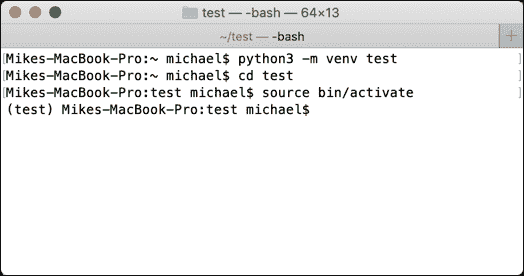 test — -bash — 64×13
~/test — -bash
[Mikes-MacBook-Pro:~ michael$ python3 -m venv test ]
[Mikes-MacBook-Pro:~ michael$ cd test ]
[Mikes-MacBook-Pro:test michael$ source bin/activate ]
(test) Mikes-MacBook-Pro:test michael$